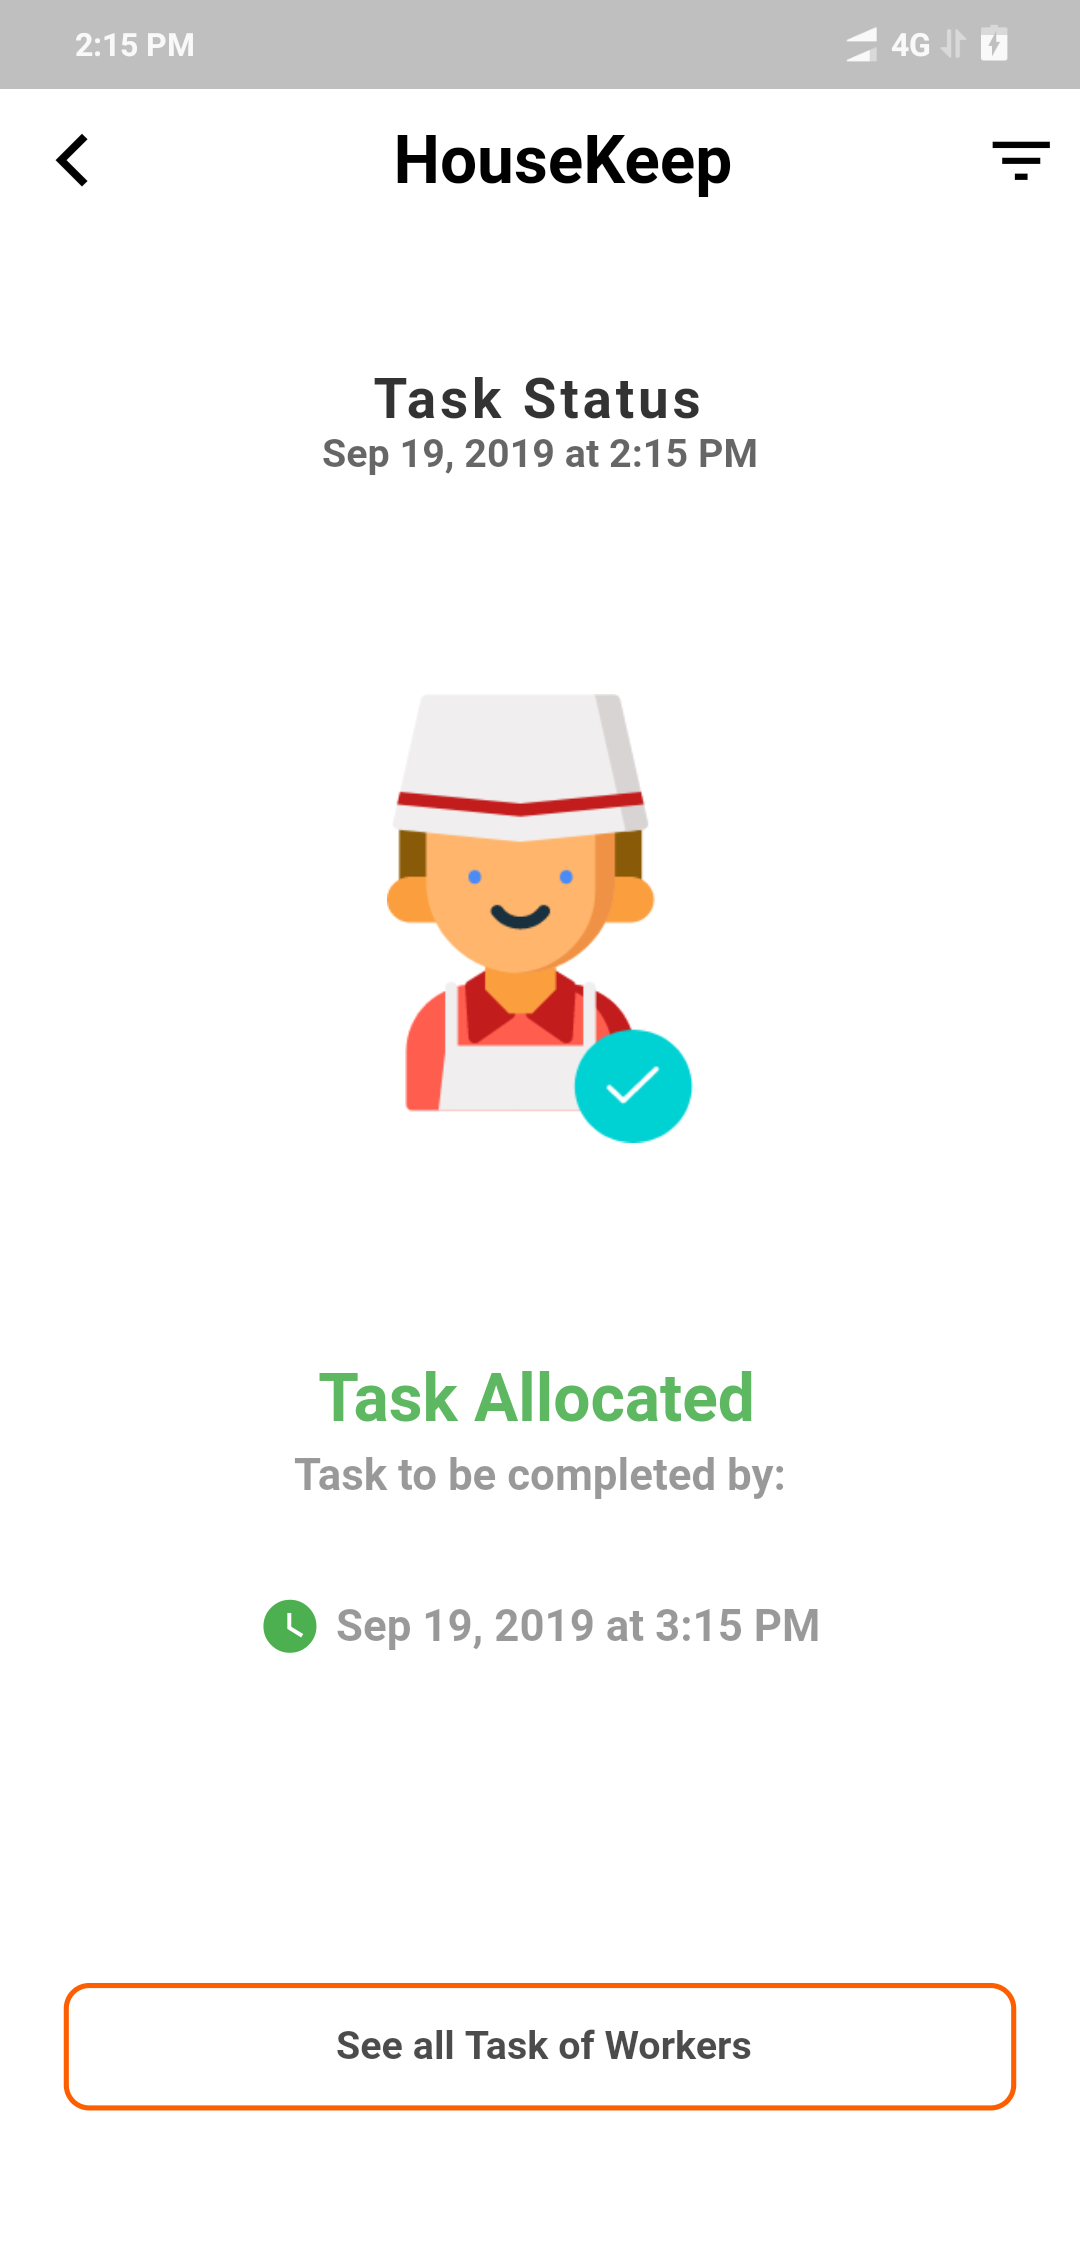 2:15 PM 4G
HouseKeep
Task Status
Sep 19, 2019 at 2:15 PM
Task Allocated
Task to be completed by:
Sep 19, 2019 at 3:15 PM
See all Task of Workers